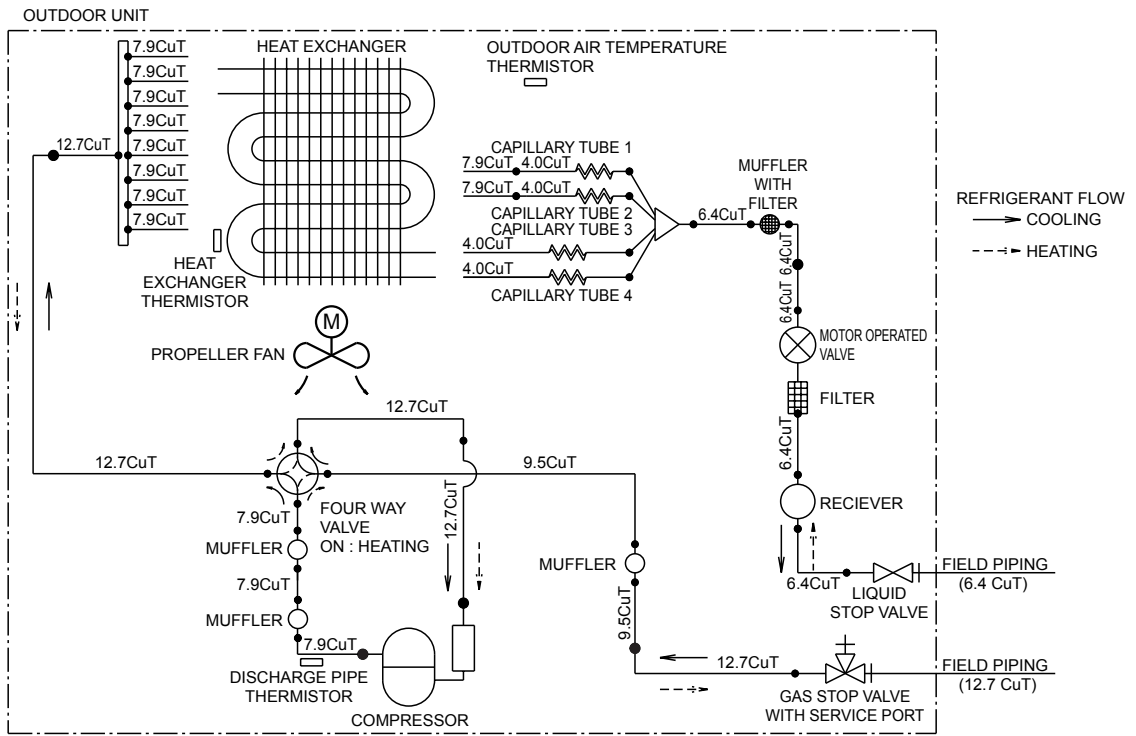 OUTDOOR UNIT
7.9CuT
7.9CuT
7.9CuT
7.9CuT
7.9CuT
7.9CuT
7.9CuT
7.9CuT
12.7CuT
HEAT EXCHANGER
OUTDOOR AIR TEMPERATURE
THERMISTOR
CAPILLARY TUBE 1
7.9CuT 4.0CuT
7.9CuT 4.0CuT
CAPILLARY TUBE 2
CAPILLARY TUBE 3
4.0CuT
4.0CuT
CAPILLARY TUBE 4
6.4CuT
MUFFLER
WITH
FILTER
REFRIGERANT FLOW
COOLING
HEATING
HEAT
EXCHANGER
THERMISTOR
6.4CuT
6.4CuT
M
PROPELLER FAN
MOTOR OPERATED
VALVE
FILTER
6.4CuT
RECIEVER
12.7CuT
12.7CuT
9.5CuT
12.7CuT
7.9CuT
FOUR WAY
VALVE
ON : HEATING
MUFFLER
7.9CuT
MUFFLER
7.9CuT
DISCHARGE PIPE
THERMISTOR
COMPRESSOR
MUFFLER
9.5CuT
6.4CuT
LIQUID
STOP VALVE
FIELD PIPING
(6.4 CuT)
12.7CuT
GAS STOP VALVE
WITH SERVICE PORT
FIELD PIPING
(12.7 CuT)